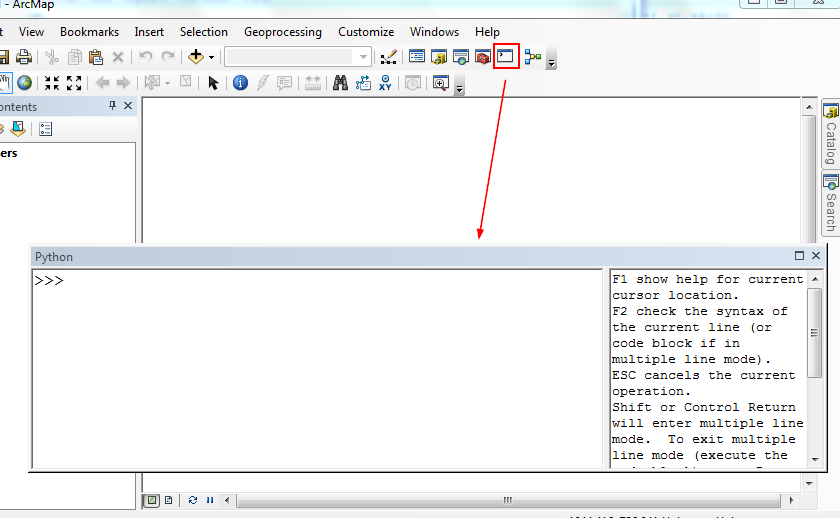 - ArcMap
View Bookmarks Insert Selection Geoprocessing Customize Windows Help
XY
ontents
ers
Catalog
Search
Python
>>>
F1 show help for current
cursor location.
F2 check the syntax of
the current line (or
code block if in
multiple line mode).
ESC cancels the current
operation.
Shift or Control Return
will enter multiple line
mode. To exit multiple
line mode (execute the